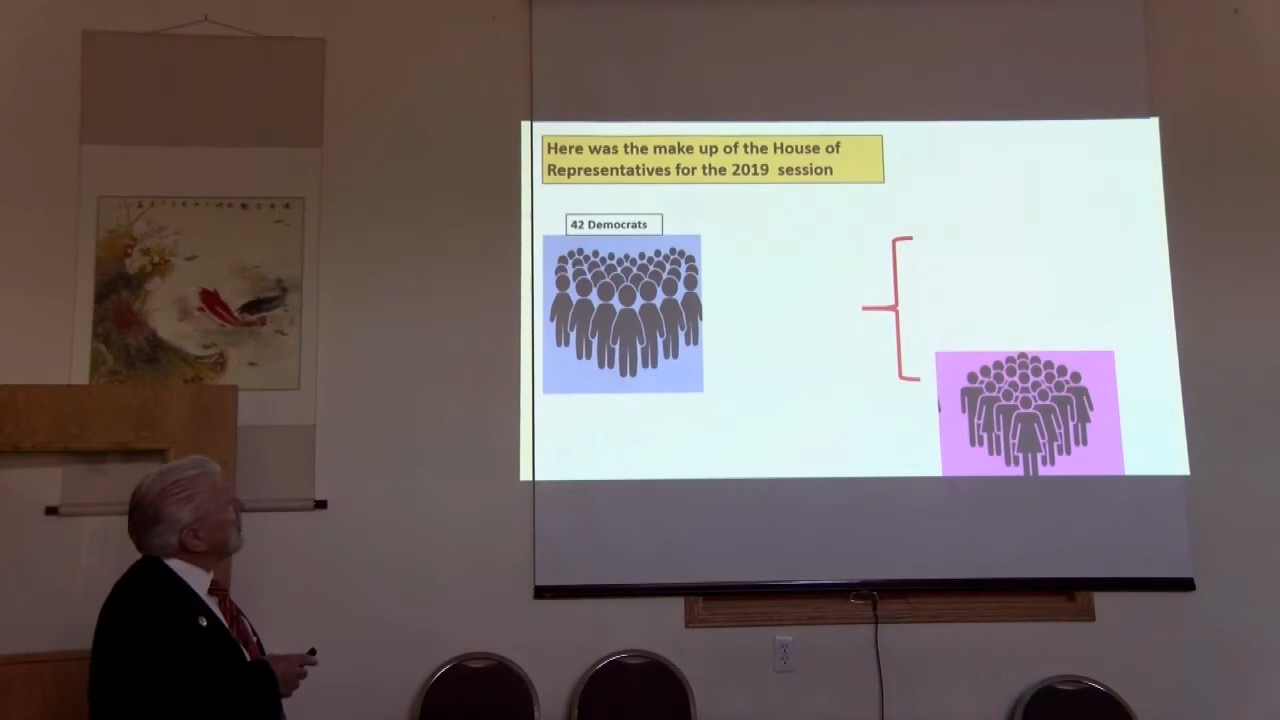 Here was the make up of the House of
Representatives for the 2019 session
42 Democrats